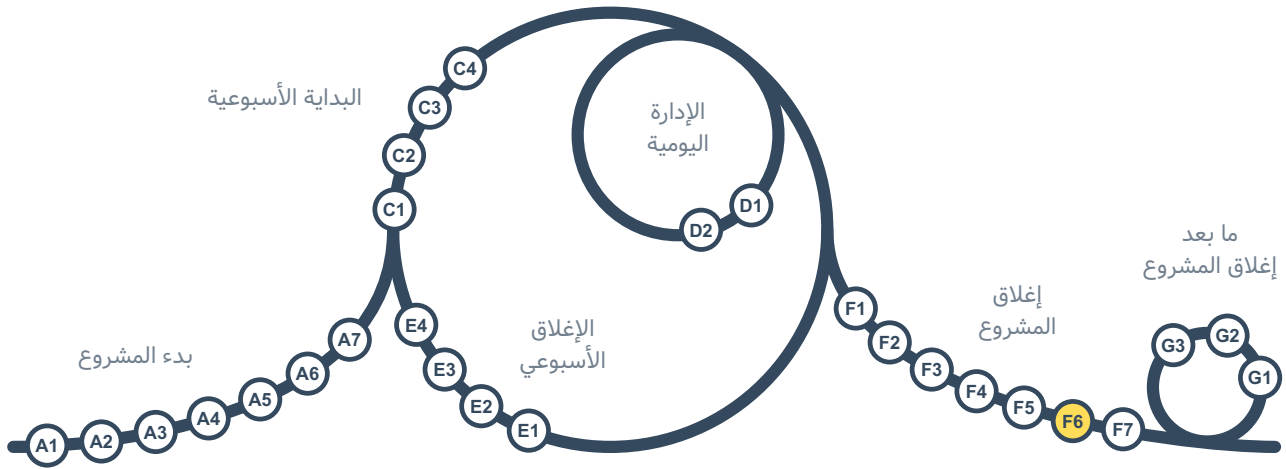 البداية الأسبوعية
الإدارة
اليومية
ما بعد
إغلاق المشروع
إغلاق
المشروع
الإغلاق
الأسبوعي
بدء المشروع
A1
A2
A3
A4
A5
A6
A7
C1
C2
C3
C4
D1
D2
E1
E2
E3
E4
F1
F2
F3
F4
F5
F6
F7
G1
G2
G3